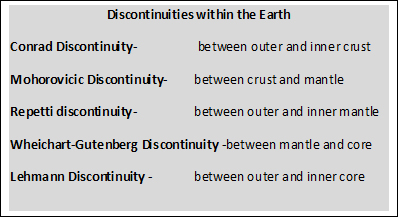 Discontinuities within the Earth
Conrad Discontinuity- between outer and inner crust
Mohorovicic Discontinuity- between crust and mantle
Repetti discontinuity- between outer and inner mantle
Wheichart-Gutenberg Discontinuity -between mantle and core
Lehmann Discontinuity - between outer and inner core